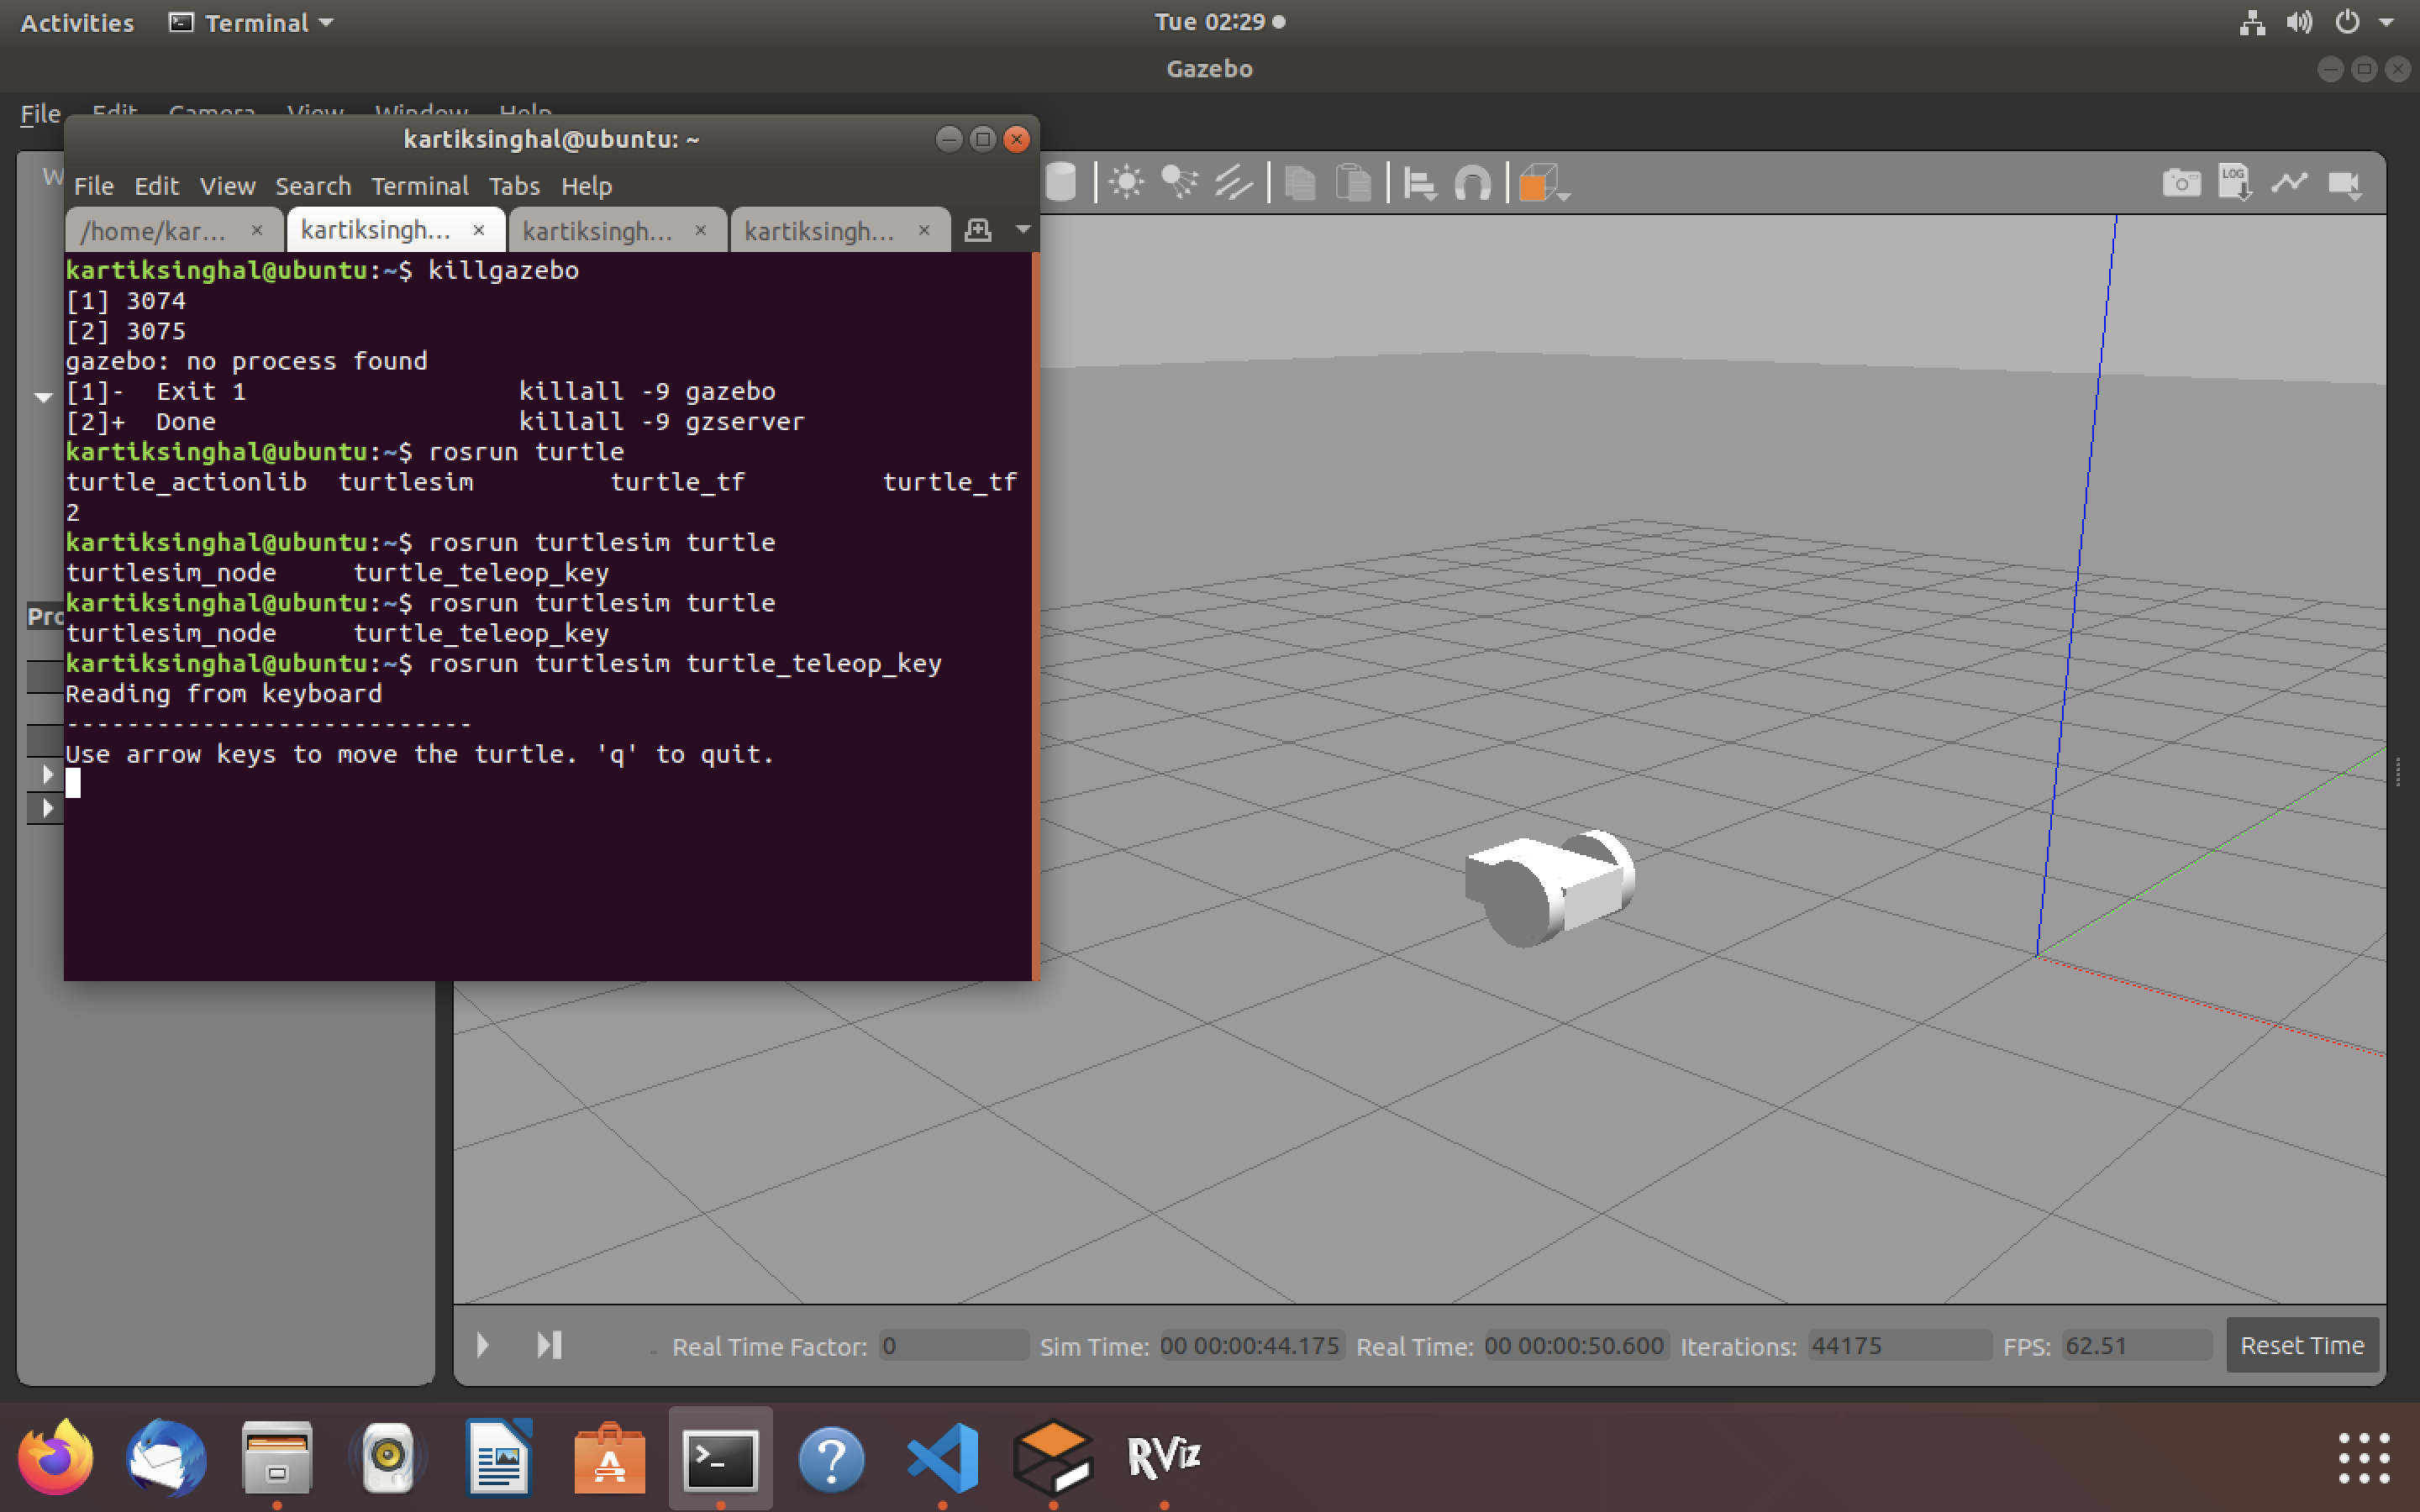 Activities Terminal Tue 02:29
Gazebo
File Edit Camera View Window Help
kartiksinghal@ubuntu: ~
W
File Edit View Search Terminal Tabs Help
LOG
/home/kar... × kartiksingh... × kartiksingh... × kartiksingh... ×
kartiksinghal@ubuntu:~$ killgazebo
[1] 3074
[2] 3075
gazebo: no process found
[1]-  Exit 1                  killall -9 gazebo
[2]+  Done                    killall -9 gzserver
kartiksinghal@ubuntu:~$ rosrun turtle
turtle_actionlib  turtlesim         turtle_tf         turtle_tf
2
kartiksinghal@ubuntu:~$ rosrun turtlesim turtle
turtlesim_node     turtle_teleop_key
kartiksinghal@ubuntu:~$ rosrun turtlesim turtle
Pro
turtlesim_node     turtle_teleop_key
kartiksinghal@ubuntu:~$ rosrun turtlesim turtle_teleop_key
Reading from keyboard
---------------------------
Use arrow keys to move the turtle. 'q' to quit.
Real Time Factor: 0 Sim Time: 00 00:00:44.175 Real Time: 00 00:00:50.600 Iterations: 44175 FPS: 62.51 Reset Time
RViz